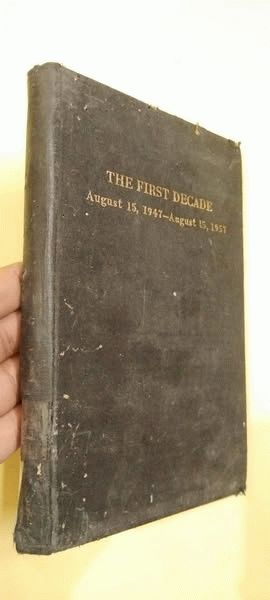 THE FIRST DECADE
August 15, 1947—August 15, 1957